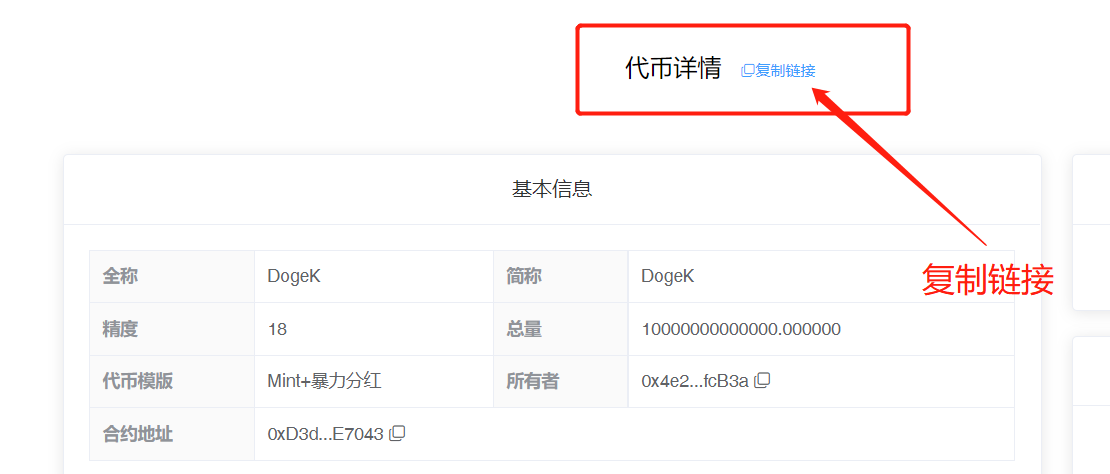 代币详情 复制链接
基本信息
复制链接
全称 DogeK 简称 DogeK
精度 18 总量 10000000000000.000000
代币模版 Mint+暴力分红 所有者 0x4e2...fcB3a
合约地址 0xD3d...E7043